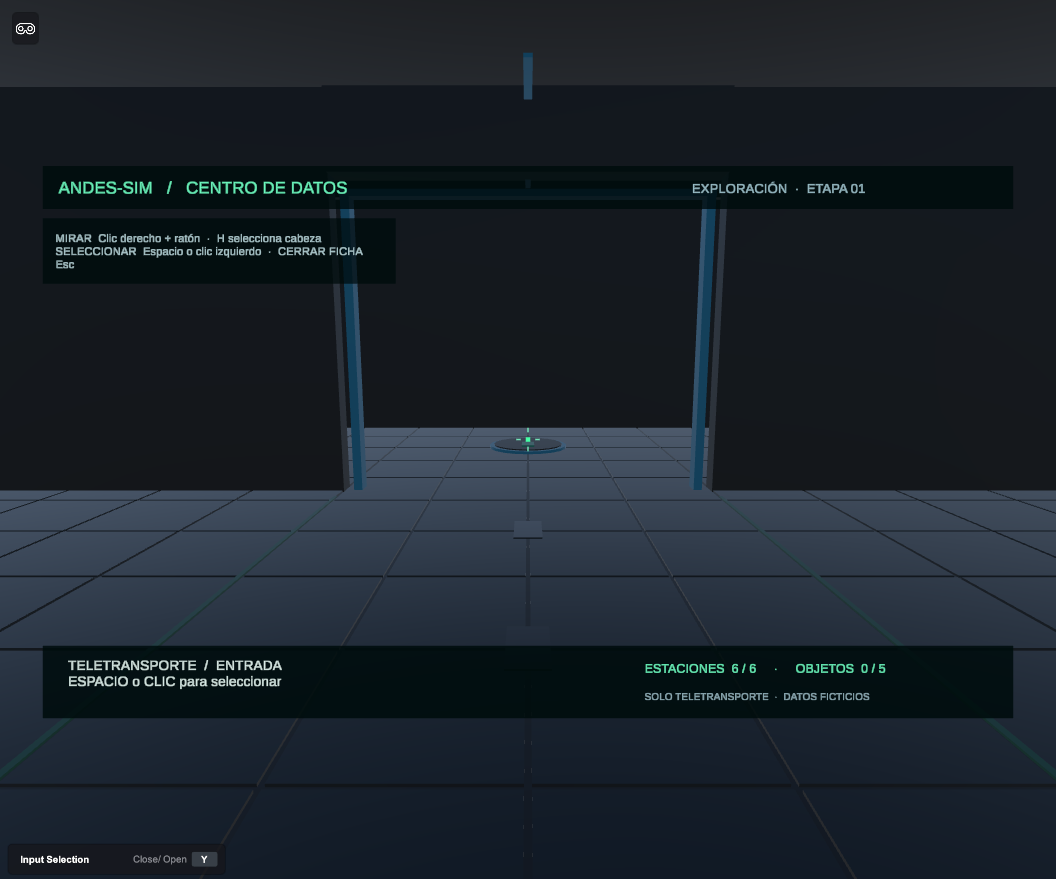 ANDES-SIM / CENTRO DE DATOS
EXPLORACIÓN · ETAPA 01
MIRAR Clic derecho + ratón · H selecciona cabeza
SELECCIONAR Espacio o clic izquierdo · CERRAR FICHA
Esc
TELETRANSPORTE / ENTRADA
ESPACIO o CLIC para seleccionar
ESTACIONES 6 / 6 · OBJETOS 0 / 5
SOLO TELETRANSPORTE · DATOS FICTICIOS
Input Selection Close/ Open Y